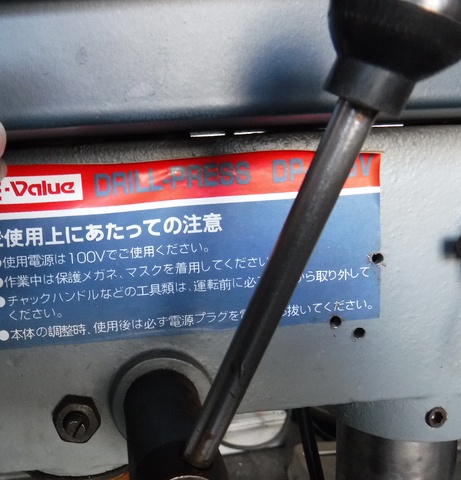 -Value DRILL-PRESS DP- V
使用上にあたっての注意
●使用電源は100Vでご使用ください。
●作業中は保護メガネ、マスクを着用してくださ
●チャックハンドルなどの工具類は、運転前に必ず から取り外して
ください。
●本体の調整時、使用後は必ず電源プラグを ら抜いてください。